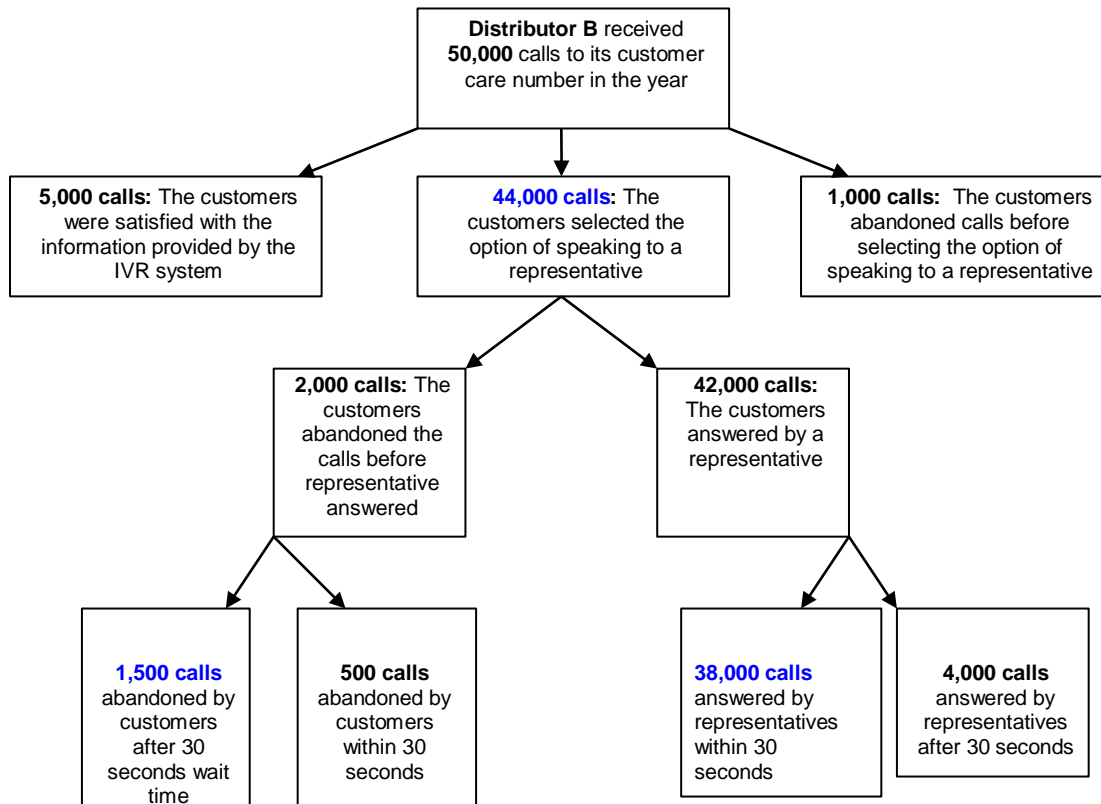 Distributor B received
50,000 calls to its customer
care number in the year
5,000 calls: The customers
were satisfied with the
information provided by the
IVR system
44,000 calls: The
customers selected the
option of speaking to a
representative
1,000 calls: The customers
abandoned calls before
selecting the option of
speaking to a representative
2,000 calls: The
customers
abandoned the
calls before
representative
answered
42,000 calls:
The customers
answered by a
representative
1,500 calls
abandoned by
customers
after 30
seconds wait
time
500 calls
abandoned by
customers
within 30
seconds
38,000 calls
answered by
representatives
within 30
seconds
4,000 calls
answered by
representatives
after 30 seconds